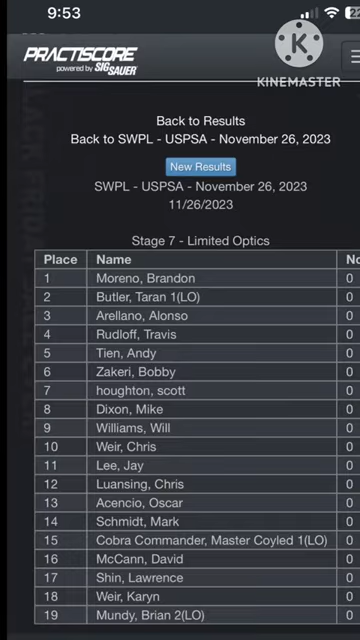 9:53
PRACTISCORE
powered by SIG SAUER
KINEMASTER
Back to Results
Back to SWPL - USPSA - November 26, 2023
New Results
SWPL - USPSA - November 26, 2023
11/26/2023
Stage 7 - Limited Optics
Place Name No
1 Moreno, Brandon 0
2 Butler, Taran 1(LO) 0
3 Arellano, Alonso 0
4 Rudloff, Travis 0
5 Tien, Andy 0
6 Zakeri, Bobby 0
7 houghton, scott 0
8 Dixon, Mike 0
9 Williams, Will 0
10 Weir, Chris 0
11 Lee, Jay 0
12 Luansing, Chris 0
13 Acencio, Oscar 0
14 Schmidt, Mark 0
15 Cobra Commander, Master Coyled 1(LO) 0
16 McCann, David 0
17 Shin, Lawrence 0
18 Weir, Karyn 0
19 Mundy, Brian 2(LO) 0